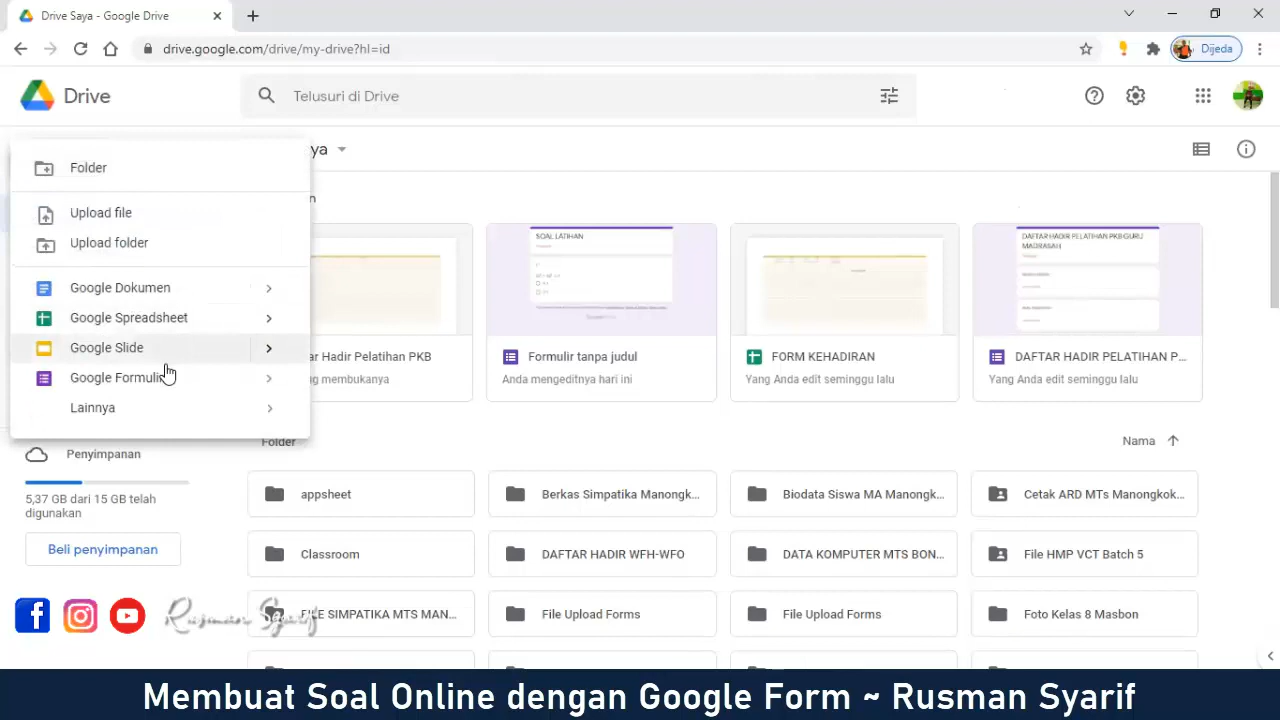 Drive Saya - Google Drive
drive.google.com/drive/my-drive?hl=id
Dijeda
Drive
Telusuri di Drive
ya
Folder
Upload file
Upload folder
Google Dokumen
Google Spreadsheet
Google Slide
Google Formuli
Lainnya
n
SOAL LATIHAN
DAFTAR HADIR PELATIHAN PKB GURU
MADRASAH
ar Hadir Pelatihan PKB
ng membukanya
Formulir tanpa judul
Anda mengeditnya hari ini
FORM KEHADIRAN
Yang Anda edit seminggu lalu
DAFTAR HADIR PELATIHAN P...
Yang Anda edit seminggu lalu
Folder
Nama
Penyimpanan
5,37 GB dari 15 GB telah
digunakan
Beli penyimpanan
appsheet
Berkas Simpatika Manongk...
Biodata Siswa MA Manongk...
Cetak ARD MTs Manongkok...
Classroom
DAFTAR HADIR WFH-WFO
DATA KOMPUTER MTS BON...
File HMP VCT Batch 5
FILE SIMPATIKA MTS MAN...
File Upload Forms
File Upload Forms
Foto Kelas 8 Masbon
Rusman Syarif
Membuat Soal Online dengan Google Form ~ Rusman Syarif